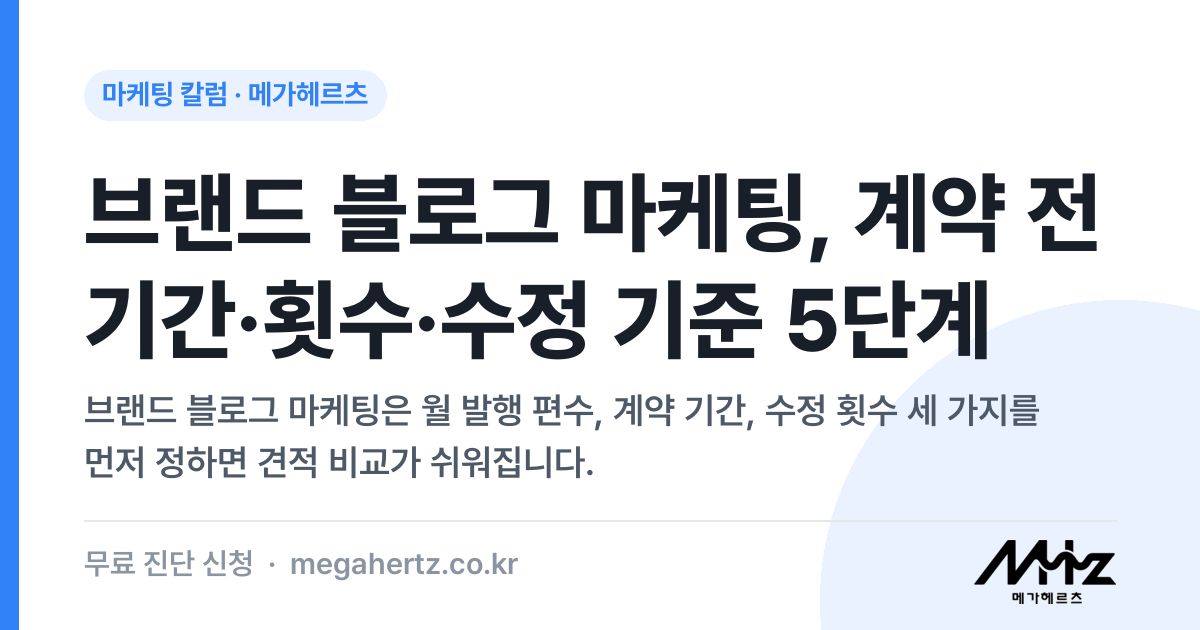 마케팅 칼럼 · 메가헤르츠
브랜드 블로그 마케팅, 계약 전
기간·횟수·수정 기준 5단계
브랜드 블로그 마케팅은 월 발행 편수, 계약 기간, 수정 횟수 세 가지를
먼저 정하면 견적 비교가 쉬워집니다.
무료 진단 신청 · megahertz.co.kr
MHz
메가헤르츠